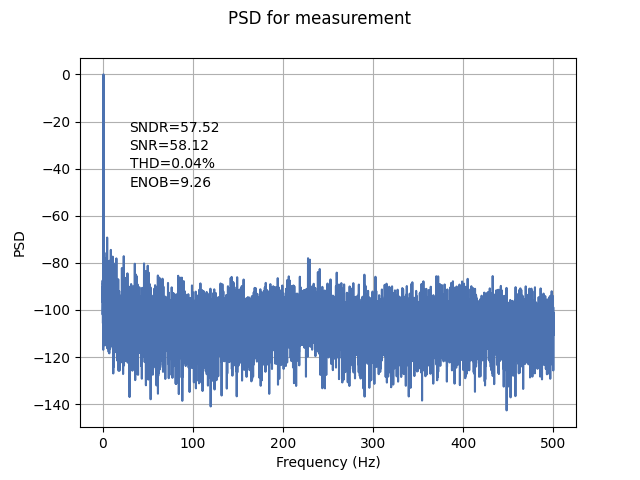 PSD for measurement
0
−20
−40
−60
−80
−100
−120
−140
PSD
SNDR=57.52
SNR=58.12
THD=0.04%
ENOB=9.26
0 100 200 300 400 500
Frequency (Hz)